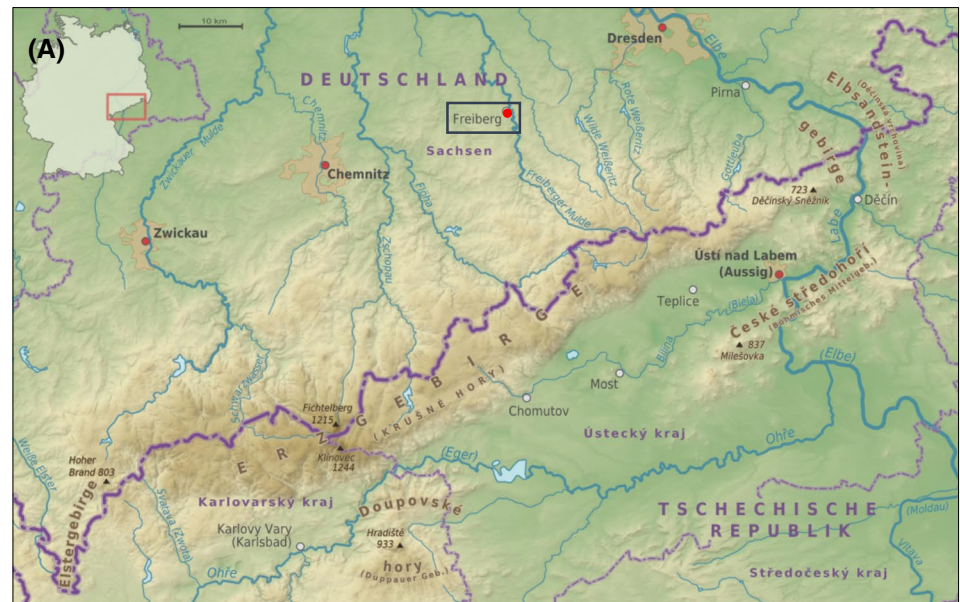 (A)
10 km
Dresden
Elbe
DEUTSCHLAND
Pirna
Elbsandstein-
gebirge
(Děčínská vrchovina)
Chemnitz
Freiberg
Rote Weißeritz
Wilde Weißeritz
Gottleuba
Sachsen
Zwickauer Mulde
Chemnitz
Flöha
Freiberger Mulde
723
Děčínský Sněžník
Děčín
Labe
Zwickau
Zschopau
Ústí nad Labem
(Aussig)
Teplice
(Biela)
Bílina
České středohoří
(Böhmisches Mittelgeb.)
837
Milešovka
(Elbe)
Most
Chomutov
ERZGEBIRGE
(KRUŠNÉ HORY)
Schwarzwasser
Fichtelberg
1215
Klínovec
1244
Ústecký kraj
Ohře
(Eger)
Weiße Elster
Hoher
Brand 803
Elstergebirge
Svatava (Zwota)
Karlovarský kraj
Karlovy Vary
(Karlsbad)
Ohře
Doupovské
Hradiště
933
hory
(Duppauer Geb.)
TSCHECHISCHE
REPUBLIK
(Moldau)
Vltava
Středočeský kraj